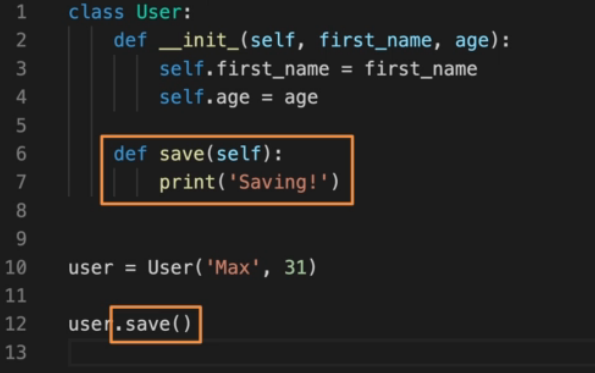 1 class User:
2     def __init_(self, first_name, age):
3         self.first_name = first_name
4         self.age = age
5
6     def save(self):
7         print('Saving!')
8
9
10 user = User('Max', 31)
11
12 user.save()
13